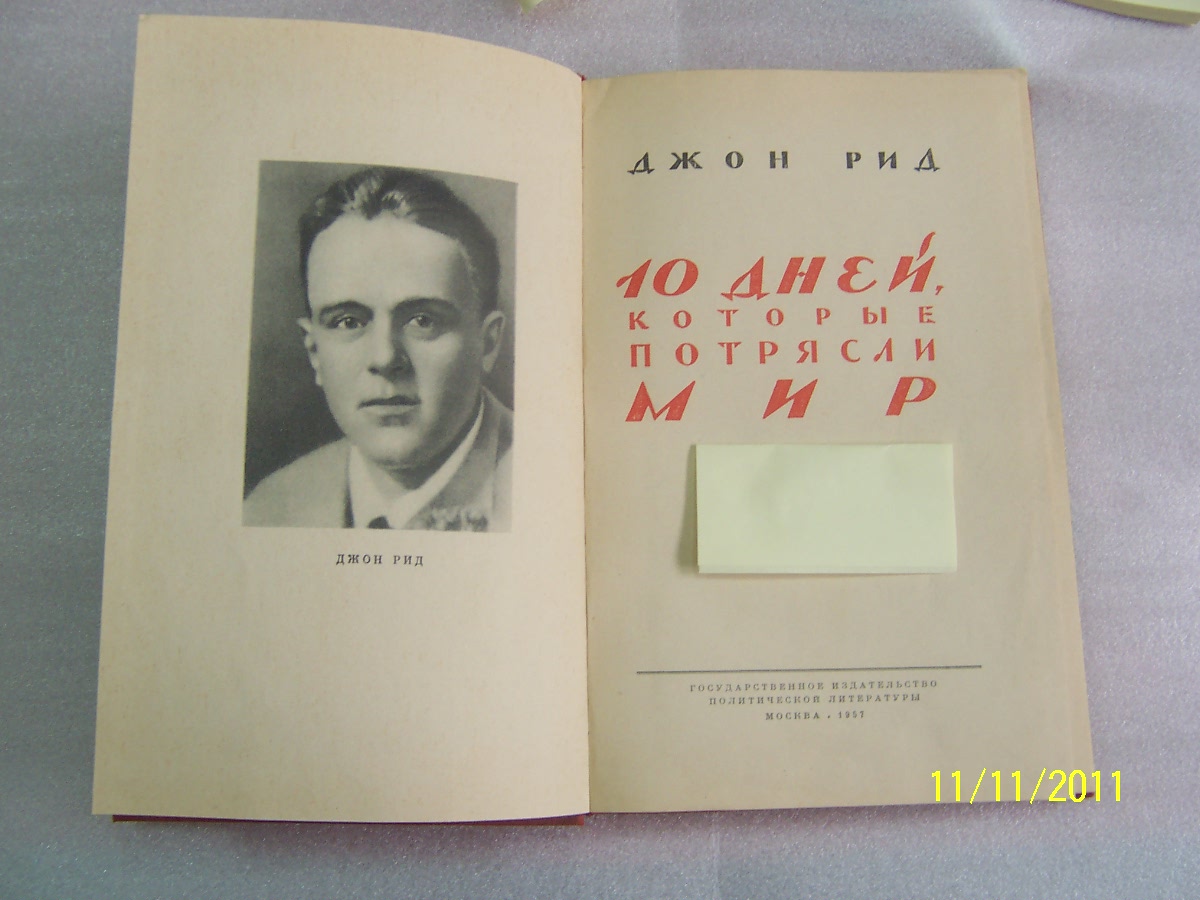 ДЖОН РИД
ДЖОН РИД
10 ДНЕЙ,
КОТОРЫЕ
ПОТРЯСЛИ
МИР
ГОСУДАРСТВЕННОЕ ИЗДАТЕЛЬСТВО
ПОЛИТИЧЕСКОЙ ЛИТЕРАТУРЫ
МОСКВА • 1957
11/11/2011